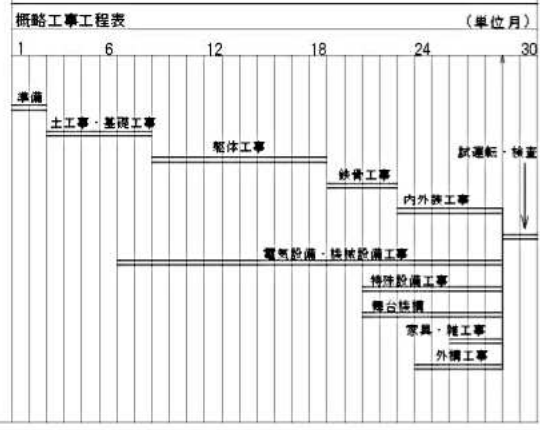 概略工事工程表 （単位月）
1 6 12 18 24 30
準備
土工事・基礎工事
躯体工事
試運転・検査
鉄骨工事
内外装工事
電気設備・機械設備工事
特殊設備工事
舞台機構
家具・雑工事
外構工事